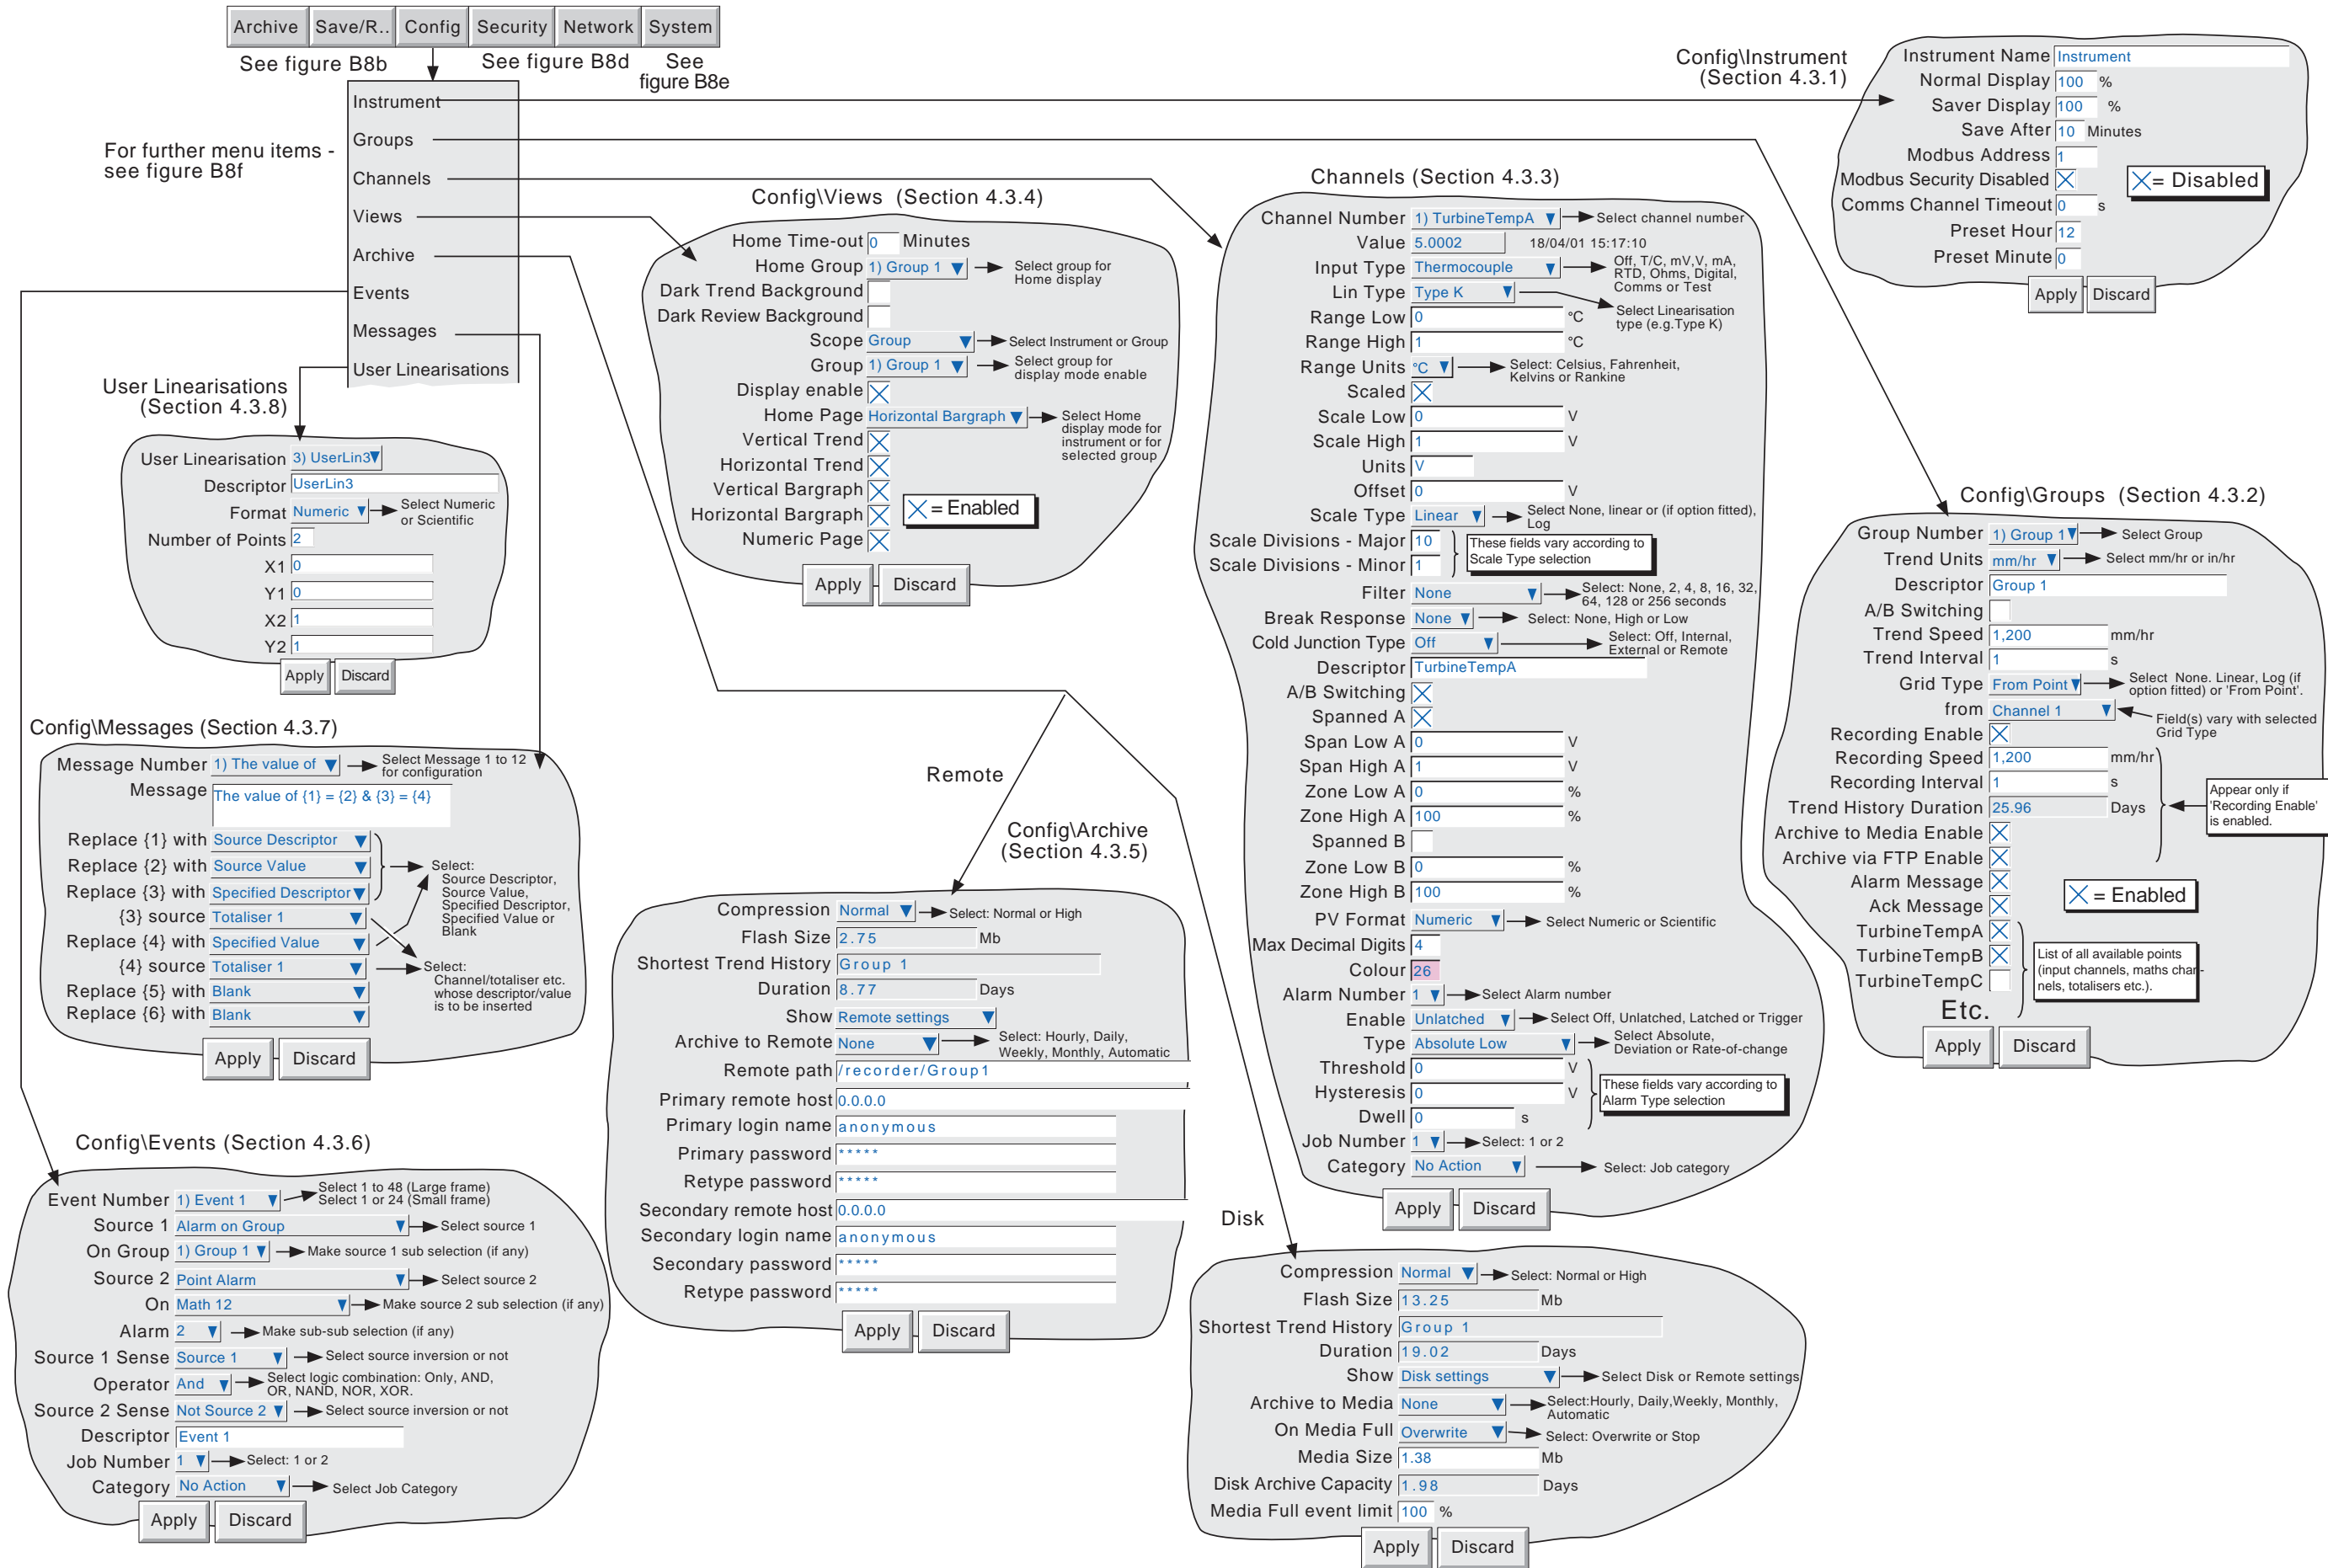 Archive Save/R.. Config Security Network System
See figure B8b
See figure B8d
See
figure B8e
For further menu items -
see figure B8f
Instrument
Groups
Channels
Views
Archive
Events
Messages
User Linearisations
Config\Instrument
(Section 4.3.1)
Instrument Name Instrument
Normal Display 100 %
Saver Display 100 %
Save After 10 Minutes
Modbus Address 1
Modbus Security Disabled
= Disabled
Comms Channel Timeout 0 s
Preset Hour 12
Preset Minute 0
Apply Discard
Config\Views (Section 4.3.4)
Home Time-out 0 Minutes
Home Group 1) Group 1
Select group for
Home display
Dark Trend Background
Dark Review Background
Scope Group Select Instrument or Group
Group 1) Group 1
Select group for
display mode enable
Display enable
Home Page Horizontal Bargraph
Select Home
display mode for
instrument or for
selected group
Vertical Trend
Horizontal Trend
Vertical Bargraph
Horizontal Bargraph
Numeric Page
= Enabled
Apply Discard
Channels (Section 4.3.3)
Channel Number 1) TurbineTempA Select channel number
Value 5.0002 18/04/01 15:17:10
Input Type Thermocouple
Off, T/C, mV,V, mA,
RTD, Ohms, Digital,
Comms or Test
Lin Type Type K
Select Linearisation
type (e.g.Type K)
Range Low 0 °C
Range High 1 °C
Range Units °C
Select: Celsius, Fahrenheit,
Kelvins or Rankine
Scaled
Scale Low 0 V
Scale High 1 V
Units V
Offset 0 V
Scale Type Linear
Select None, linear or (if option fitted),
Log
Scale Divisions - Major 10
Scale Divisions - Minor 1
These fields vary according to
Scale Type selection
Filter None
Select: None, 2, 4, 8, 16, 32,
64, 128 or 256 seconds
Break Response None Select: None, High or Low
Cold Junction Type Off
Select: Off, Internal,
External or Remote
Descriptor TurbineTempA
A/B Switching
Spanned A
Span Low A 0 V
Span High A 1 V
Zone Low A 0 %
Zone High A 100 %
Spanned B
Zone Low B 0 %
Zone High B 100 %
PV Format Numeric Select Numeric or Scientific
Max Decimal Digits 4
Colour 26
Alarm Number 1 Select Alarm number
Enable Unlatched Select Off, Unlatched, Latched or Trigger
Type Absolute Low
Select Absolute,
Deviation or Rate-of-change
Threshold 0 V
Hysteresis 0 V
Dwell 0 s
These fields vary according to
Alarm Type selection
Job Number 1 Select: 1 or 2
Category No Action Select: Job category
Apply Discard
Config\Groups (Section 4.3.2)
Group Number 1) Group 1 Select Group
Trend Units mm/hr Select mm/hr or in/hr
Descriptor Group 1
A/B Switching
Trend Speed 1,200 mm/hr
Trend Interval 1 s
Grid Type From Point
Select None. Linear, Log (if
option fitted) or 'From Point'.
from Channel 1
Field(s) vary with selected
Grid Type
Recording Enable
Recording Speed 1,200 mm/hr
Recording Interval 1 s
Trend History Duration 25.96 Days
Archive to Media Enable
Archive via FTP Enable
Appear only if
'Recording Enable'
is enabled.
Alarm Message
Ack Message
= Enabled
TurbineTempA
TurbineTempB
TurbineTempC
Etc.
List of all available points
(input channels, maths chan-
nels, totalisers etc.).
Apply Discard
User Linearisations
(Section 4.3.8)
User Linearisation 3) UserLin3
Descriptor UserLin3
Format Numeric
Select Numeric
or Scientific
Number of Points 2
X1 0
Y1 0
X2 1
Y2 1
Apply Discard
Config\Messages (Section 4.3.7)
Message Number 1) The value of
Select Message 1 to 12
for configuration
Message The value of {1} = {2} & {3} = {4}
Replace {1} with Source Descriptor
Replace {2} with Source Value
Replace {3} with Specified Descriptor
{3} source Totaliser 1
Replace {4} with Specified Value
{4} source Totaliser 1
Replace {5} with Blank
Replace {6} with Blank
Select:
Source Descriptor,
Source Value,
Specified Descriptor,
Specified Value or
Blank
Select:
Channel/totaliser etc.
whose descriptor/value
is to be inserted
Apply Discard
Config\Events (Section 4.3.6)
Event Number 1) Event 1
Select 1 to 48 (Large frame)
Select 1 or 24 (Small frame)
Source 1 Alarm on Group Select source 1
On Group 1) Group 1 Make source 1 sub selection (if any)
Source 2 Point Alarm Select source 2
On Math 12 Make source 2 sub selection (if any)
Alarm 2 Make sub-sub selection (if any)
Source 1 Sense Source 1 Select source inversion or not
Operator And
Select logic combination: Only, AND,
OR, NAND, NOR, XOR.
Source 2 Sense Not Source 2 Select source inversion or not
Descriptor Event 1
Job Number 1 Select: 1 or 2
Category No Action Select Job Category
Apply Discard
Remote
Config\Archive
(Section 4.3.5)
Compression Normal Select: Normal or High
Flash Size 2.75 Mb
Shortest Trend History Group 1
Duration 8.77 Days
Show Remote settings
Archive to Remote None
Select: Hourly, Daily,
Weekly, Monthly, Automatic
Remote path /recorder/Group1
Primary remote host 0.0.0.0
Primary login name anonymous
Primary password *****
Retype password *****
Secondary remote host 0.0.0.0
Secondary login name anonymous
Secondary password *****
Retype password *****
Apply Discard
Disk
Compression Normal Select: Normal or High
Flash Size 13.25 Mb
Shortest Trend History Group 1
Duration 19.02 Days
Show Disk settings Select Disk or Remote settings
Archive to Media None
Select:Hourly, Daily,Weekly, Monthly,
Automatic
On Media Full Overwrite Select: Overwrite or Stop
Media Size 1.38 Mb
Disk Archive Capacity 1.98 Days
Media Full event limit 100 %
Apply Discard